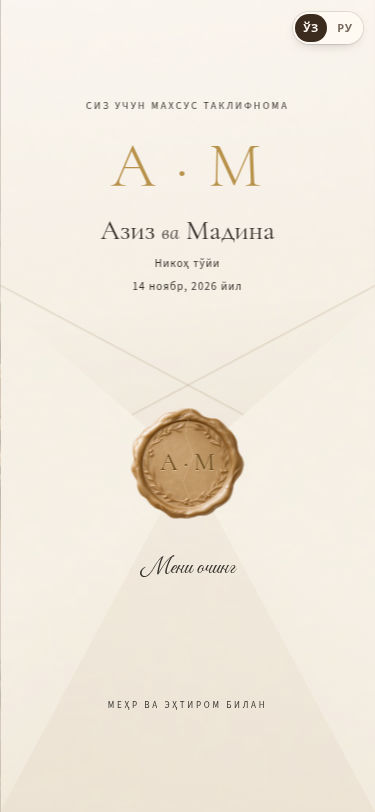 ЎЗ РУ
СИЗ УЧУН МАХСУС ТАКЛИФНОМА
А · М
Азиз ва Мадина
Никоҳ тўйи
14 ноябр, 2026 йил
А · М
Мени очинг
МЕҲР ВА ЭҲТИРОМ БИЛАН